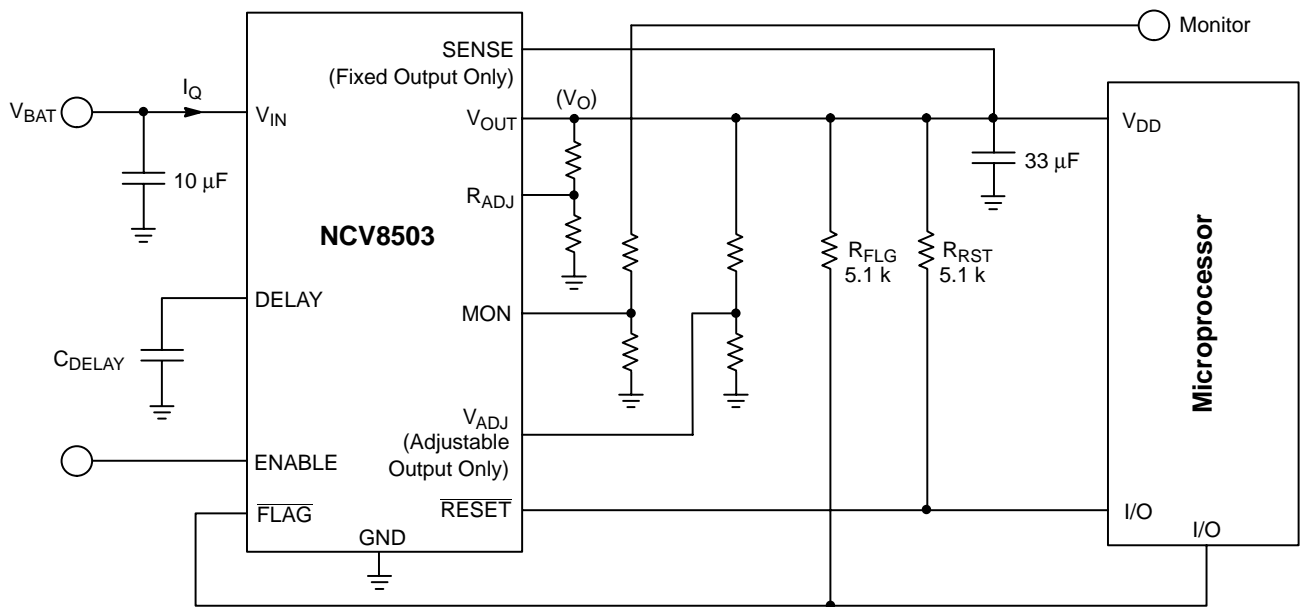 Monitor
SENSE
(Fixed Output Only)
V_BAT
I_Q
V_IN
(V_O)
V_OUT
V_DD
10 μF
33 μF
R_ADJ
NCV8503
R_FLG
5.1 k
R_RST
5.1 k
Microprocessor
DELAY
MON
C_DELAY
V_ADJ
(Adjustable
Output Only)
ENABLE
FLAG
RESET
I/O
I/O
GND